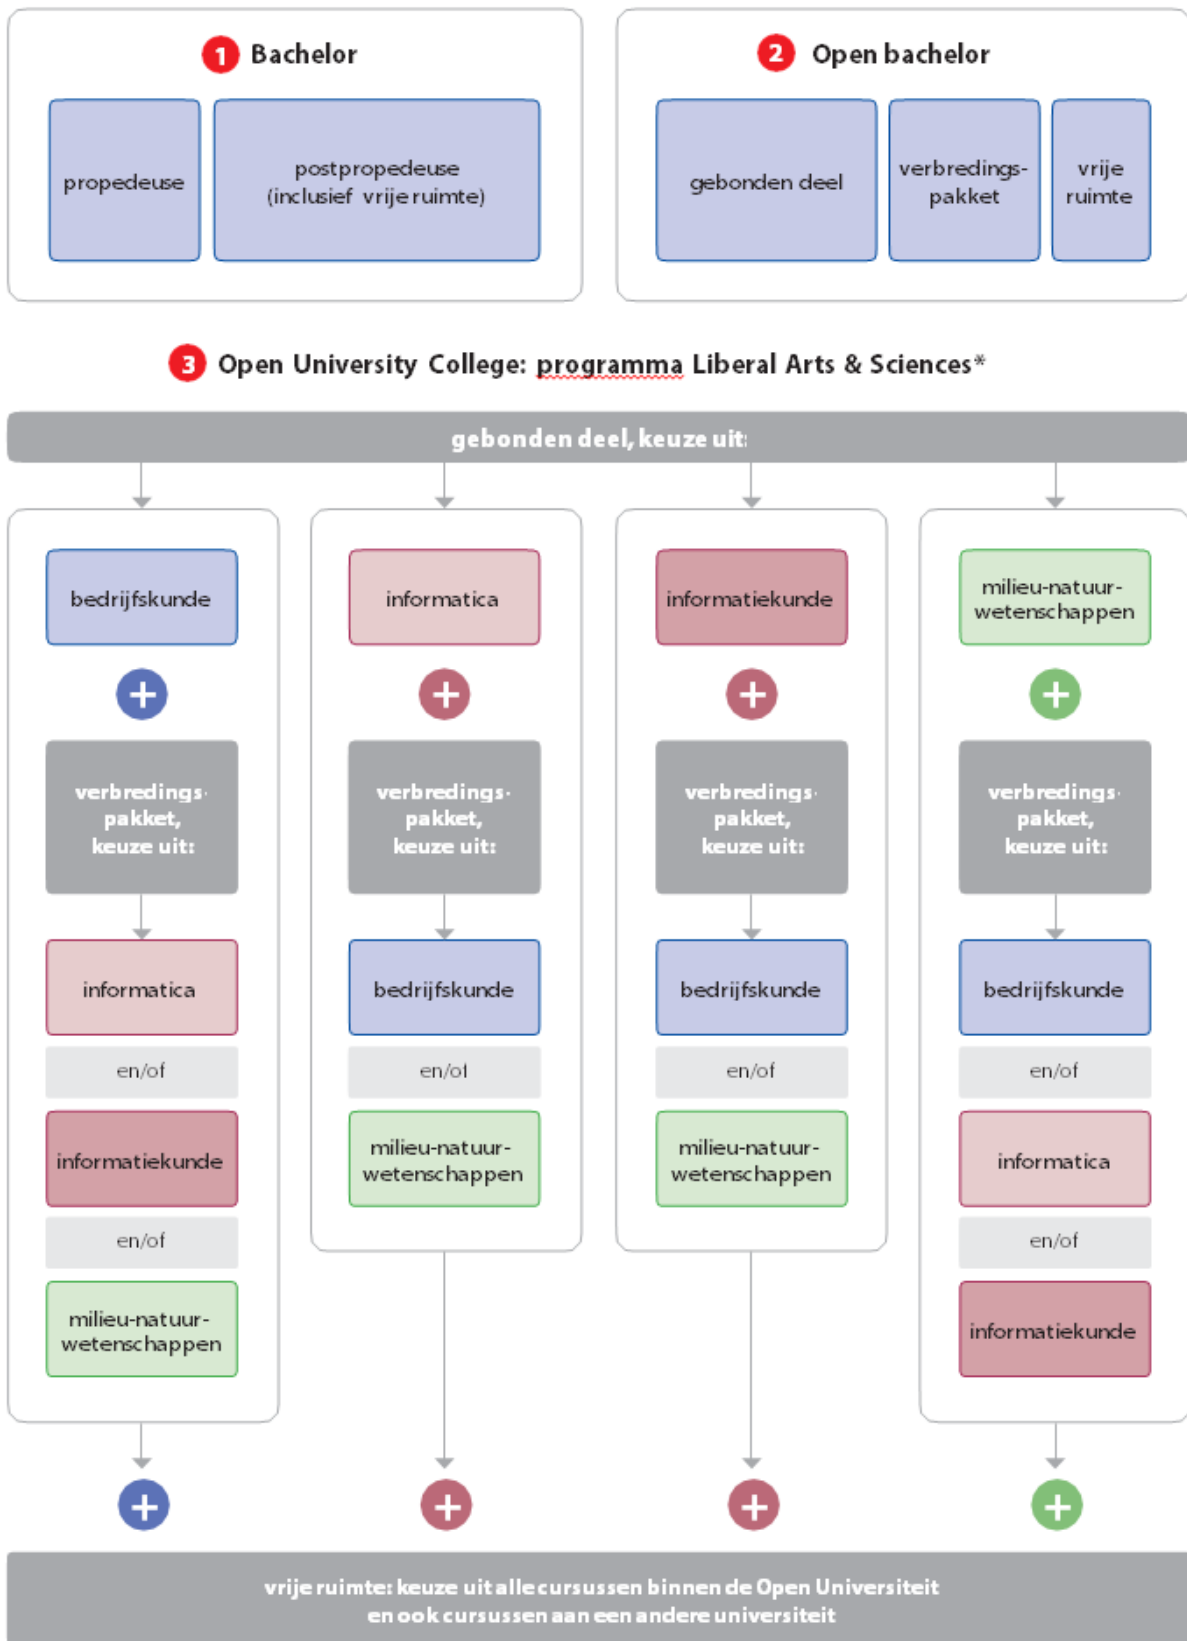 1 Bachelor
propedeuse
postpropedeuse
(inclusief vrije ruimte)
2 Open bachelor
gebonden deel
verbredings-
pakket
vrije
ruimte
3 Open University College: programma Liberal Arts & Sciences*
gebonden deel, keuze uit:
bedrijfskunde
+
verbredings-
pakket,
keuze uit:
informatica
en/of
informatiekunde
en/of
milieu-natuur-
wetenschappen
+
informatica
+
verbredings-
pakket,
keuze uit:
bedrijfskunde
en/of
milieu-natuur-
wetenschappen
+
informatiekunde
+
verbredings-
pakket,
keuze uit:
bedrijfskunde
en/of
milieu-natuur-
wetenschappen
+
milieu-natuur-
wetenschappen
+
verbredings-
pakket,
keuze uit:
bedrijfskunde
en/of
informatica
en/of
informatiekunde
+
vrije ruimte: keuze uit alle cursussen binnen de Open Universiteit
en ook cursussen aan een andere universiteit